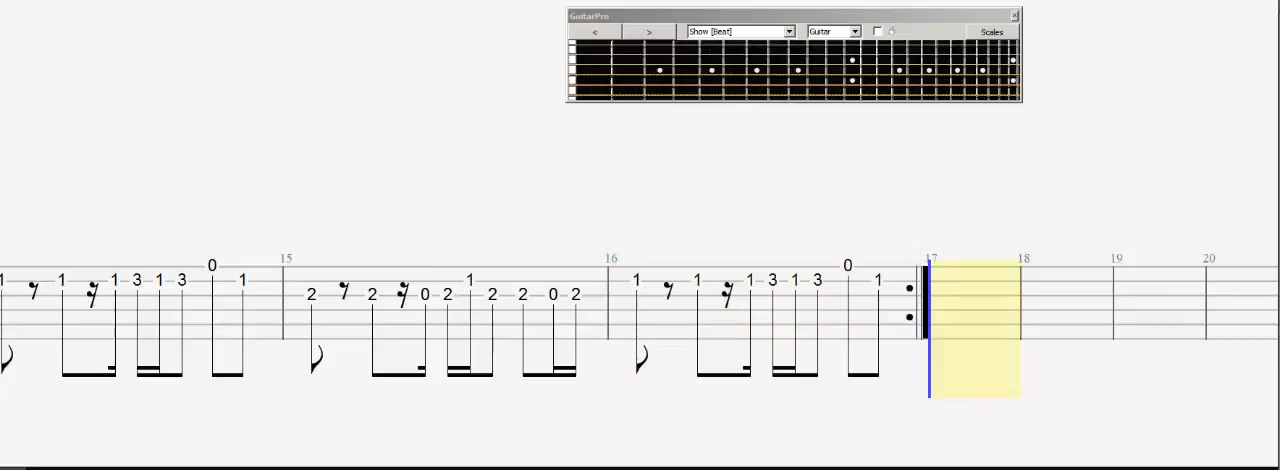 GuitarPro
< > Show [Beat] Guitar Scales
15 16 17 18 19 20
0 0
1 1 1 3 1 3 1 1 1 1 1 3 1 3 1
2 2 0 2 2 2 0 2